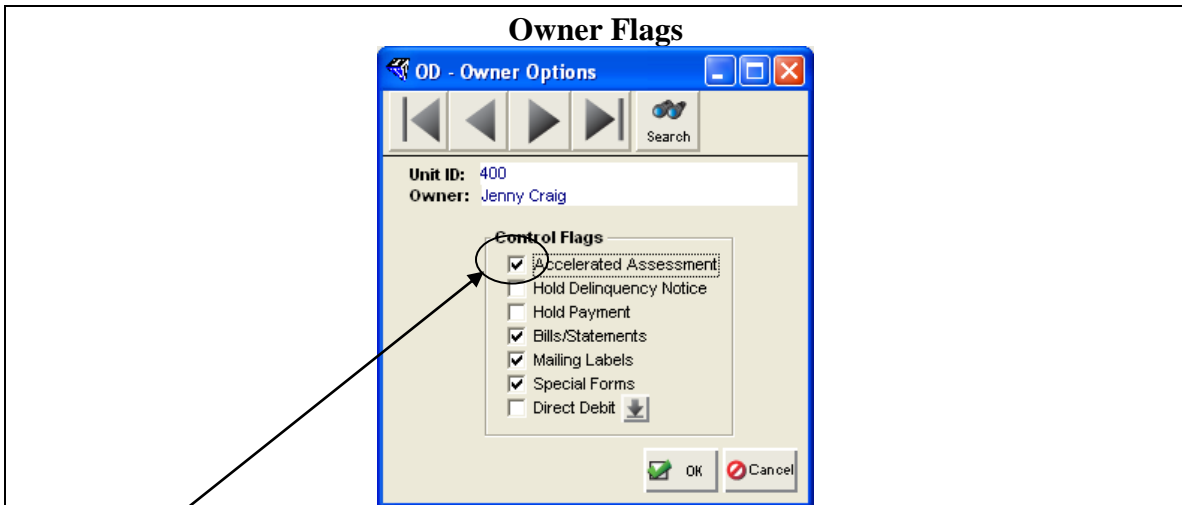 Owner Flags
OD - Owner Options
Search
Unit ID: 400
Owner: Jenny Craig
Control Flags
Accelerated Assessment
Hold Delinquency Notice
Hold Payment
Bills/Statements
Mailing Labels
Special Forms
Direct Debit
OK Cancel